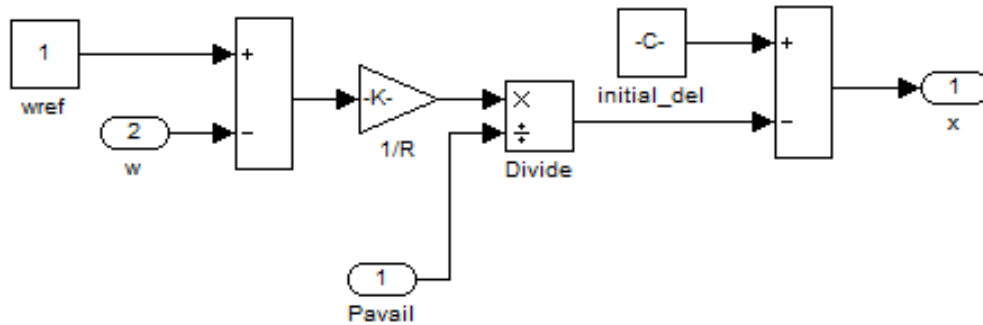 1
wref
+
−
2
w
-K-
1/R
×
÷
Divide
1
Pavail
-C-
initial_del
+
−
1
x